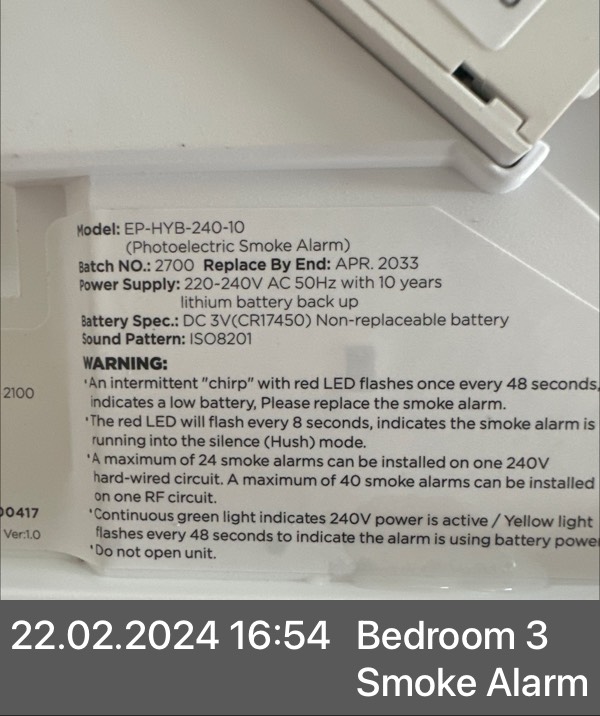 Model: EP-HYB-240-10
(Photoelectric Smoke Alarm)
Batch NO.: 2700 Replace By End: APR. 2033
Power Supply: 220-240V AC 50Hz with 10 years
lithium battery back up
Battery Spec.: DC 3V(CR17450) Non-replaceable battery
Sound Pattern: ISO8201
WARNING:
•An intermittent "chirp" with red LED flashes once every 48 seconds,
indicates a low battery, Please replace the smoke alarm.
•The red LED will flash every 8 seconds, indicates the smoke alarm is
running into the silence (Hush) mode.
•A maximum of 24 smoke alarms can be installed on one 240V
hard-wired circuit. A maximum of 40 smoke alarms can be installed
on one RF circuit.
•Continuous green light indicates 240V power is active / Yellow light
flashes every 48 seconds to indicate the alarm is using battery power
•Do not open unit.
2100
00417
Ver:1.0
22.02.2024 16:54 Bedroom 3
Smoke Alarm